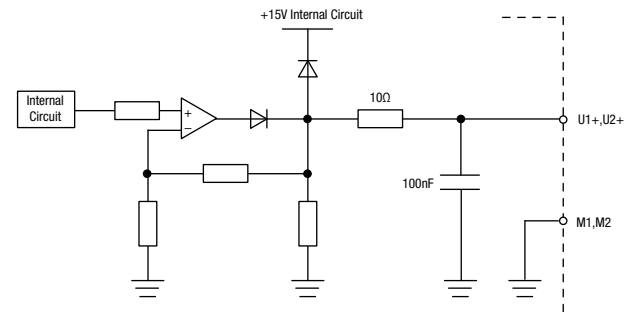 +15V Internal Circuit
Internal
Circuit
+
−
10Ω
100nF
U1+,U2+
M1,M2